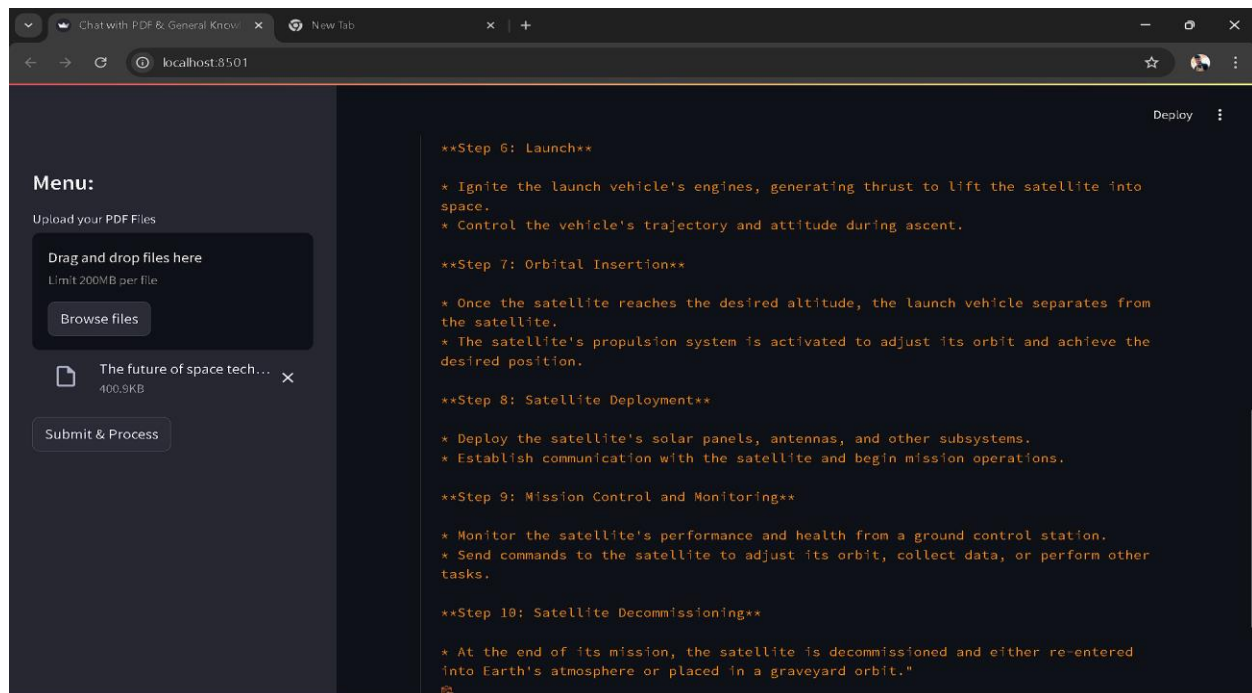 Chat with PDF & General Knowl
New Tab
localhost:8501
Deploy
Menu:
Upload your PDF Files
Drag and drop files here
Limit 200MB per file
Browse files
The future of space tech...
400.9KB
Submit & Process
**Step 6: Launch**
* Ignite the launch vehicle's engines, generating thrust to lift the satellite into
space.
* Control the vehicle's trajectory and attitude during ascent.
**Step 7: Orbital Insertion**
* Once the satellite reaches the desired altitude, the launch vehicle separates from
the satellite.
* The satellite's propulsion system is activated to adjust its orbit and achieve the
desired position.
**Step 8: Satellite Deployment**
* Deploy the satellite's solar panels, antennas, and other subsystems.
* Establish communication with the satellite and begin mission operations.
**Step 9: Mission Control and Monitoring**
* Monitor the satellite's performance and health from a ground control station.
* Send commands to the satellite to adjust its orbit, collect data, or perform other
tasks.
**Step 10: Satellite Decommissioning**
* At the end of its mission, the satellite is decommissioned and either re-entered
into Earth's atmosphere or placed in a graveyard orbit."